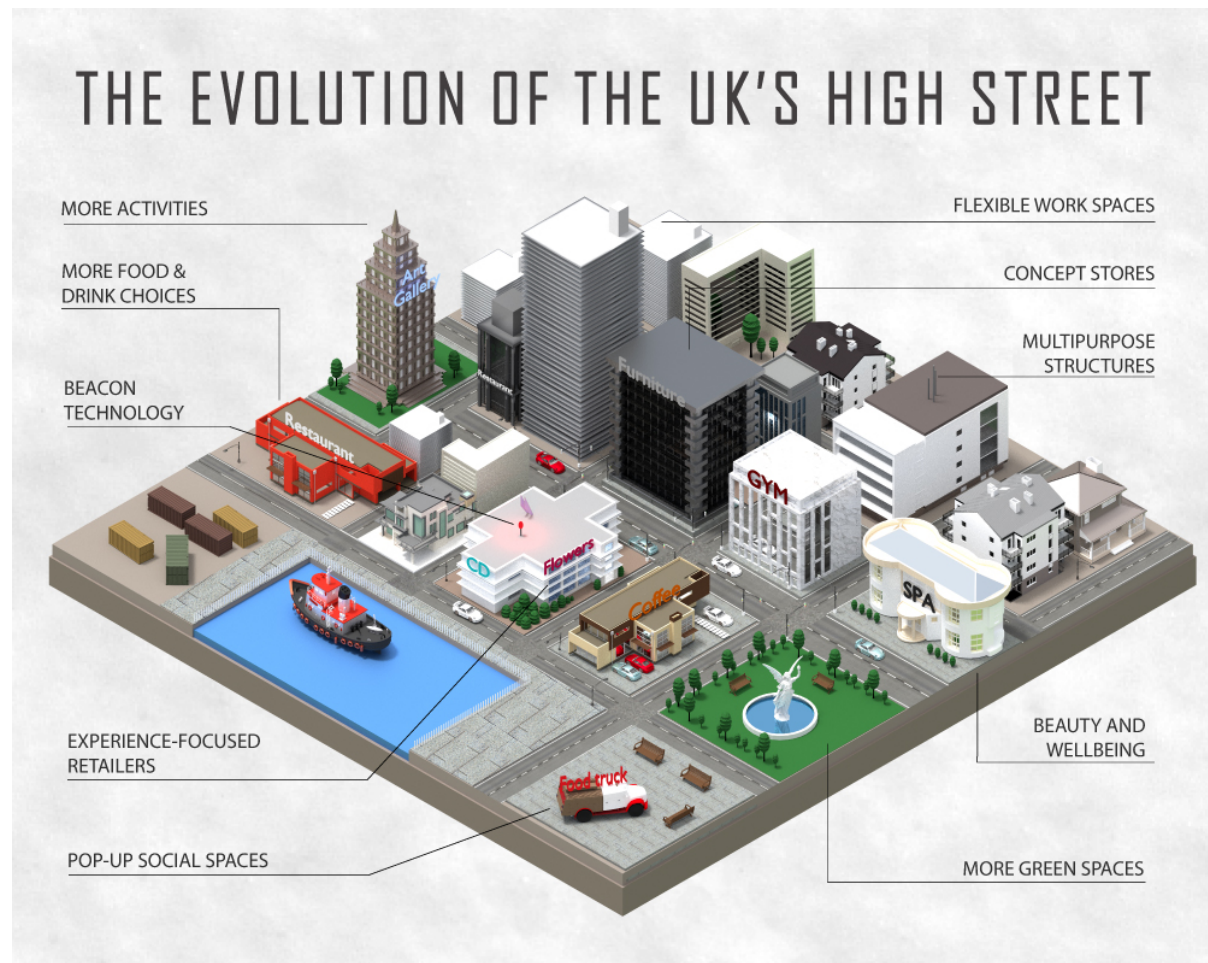 THE EVOLUTION OF THE UK'S HIGH STREET
MORE ACTIVITIES
MORE FOOD &
DRINK CHOICES
BEACON
TECHNOLOGY
EXPERIENCE-FOCUSED
RETAILERS
POP-UP SOCIAL SPACES
FLEXIBLE WORK SPACES
CONCEPT STORES
MULTIPURPOSE
STRUCTURES
BEAUTY AND
WELLBEING
MORE GREEN SPACES
Art
Gallery
Restaurant
Restaurant
Furniture
GYM
CD
Flowers
Coffee
SPA
Food truck